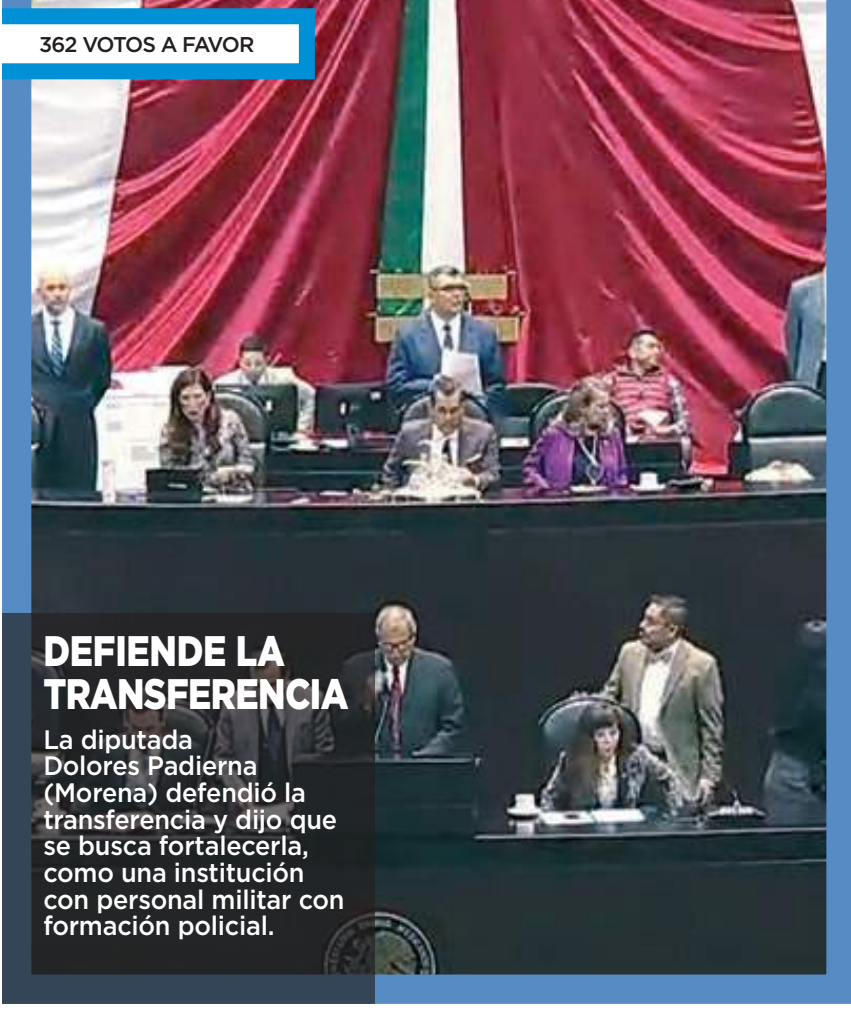 362 VOTOS A FAVOR
DEFIENDE LA
TRANSFERENCIA
La diputada
Dolores Padierna
(Morena) defendió la
transferencia y dijo que
se busca fortalecerla,
como una institución
con personal militar con
formación policial.